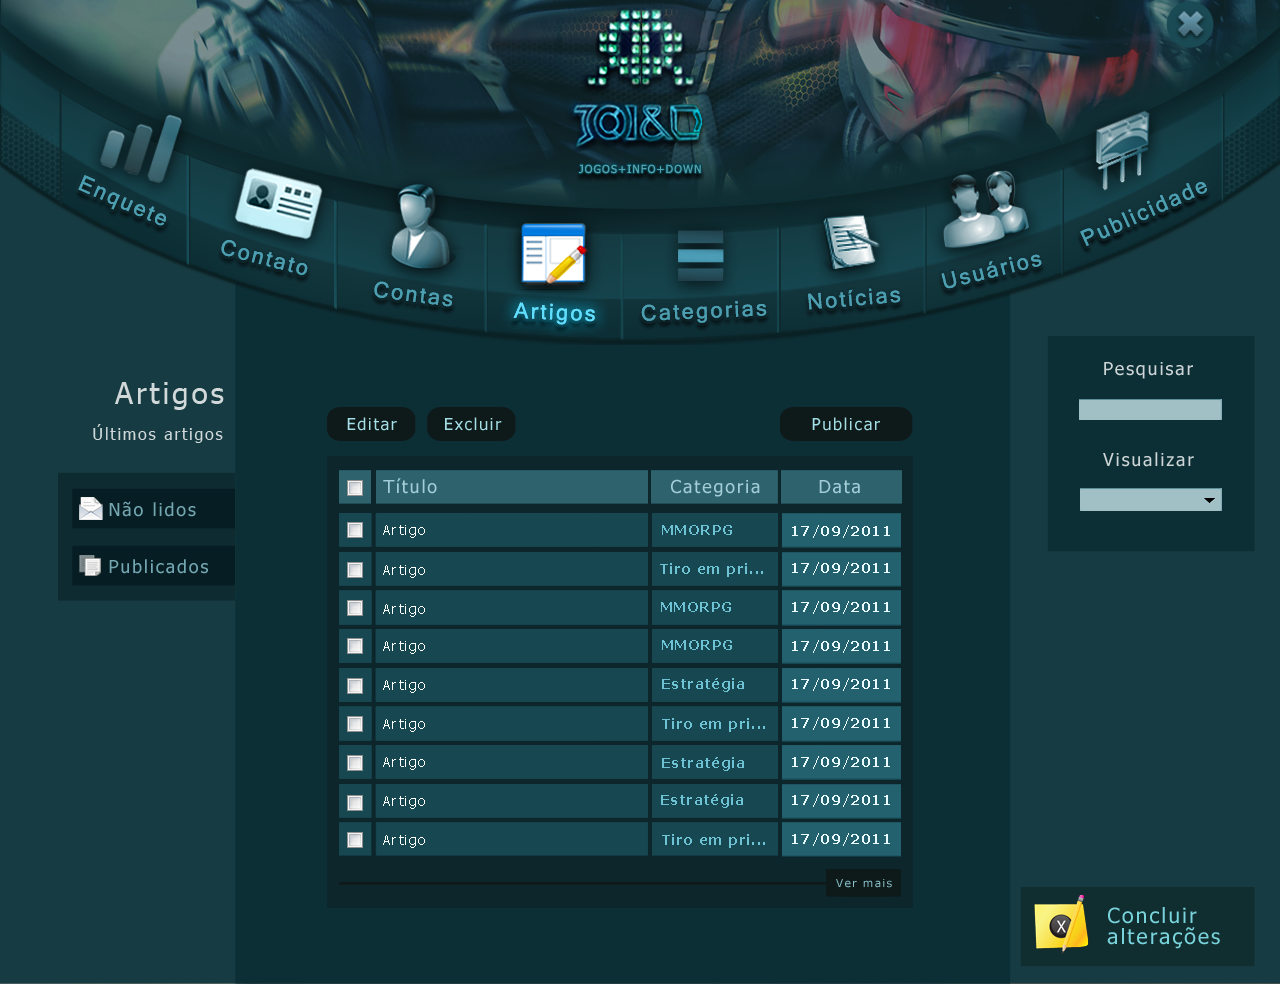 JOI&D
JOGOS+INFO+DOWN
Enquete
Contato
Contas
Artigos
Categorias
Notícias
Usuários
Publicidade
Artigos
Últimos artigos
Não lidos
Publicados
Editar
Excluir
Publicar
Título Categoria Data
Artigo MMORPG 17/09/2011
Artigo Tiro em pri... 17/09/2011
Artigo MMORPG 17/09/2011
Artigo MMORPG 17/09/2011
Artigo Estratégia 17/09/2011
Artigo Tiro em pri... 17/09/2011
Artigo Estratégia 17/09/2011
Artigo Estratégia 17/09/2011
Artigo Tiro em pri... 17/09/2011
Ver mais
Pesquisar
Visualizar
X
Concluir
alterações